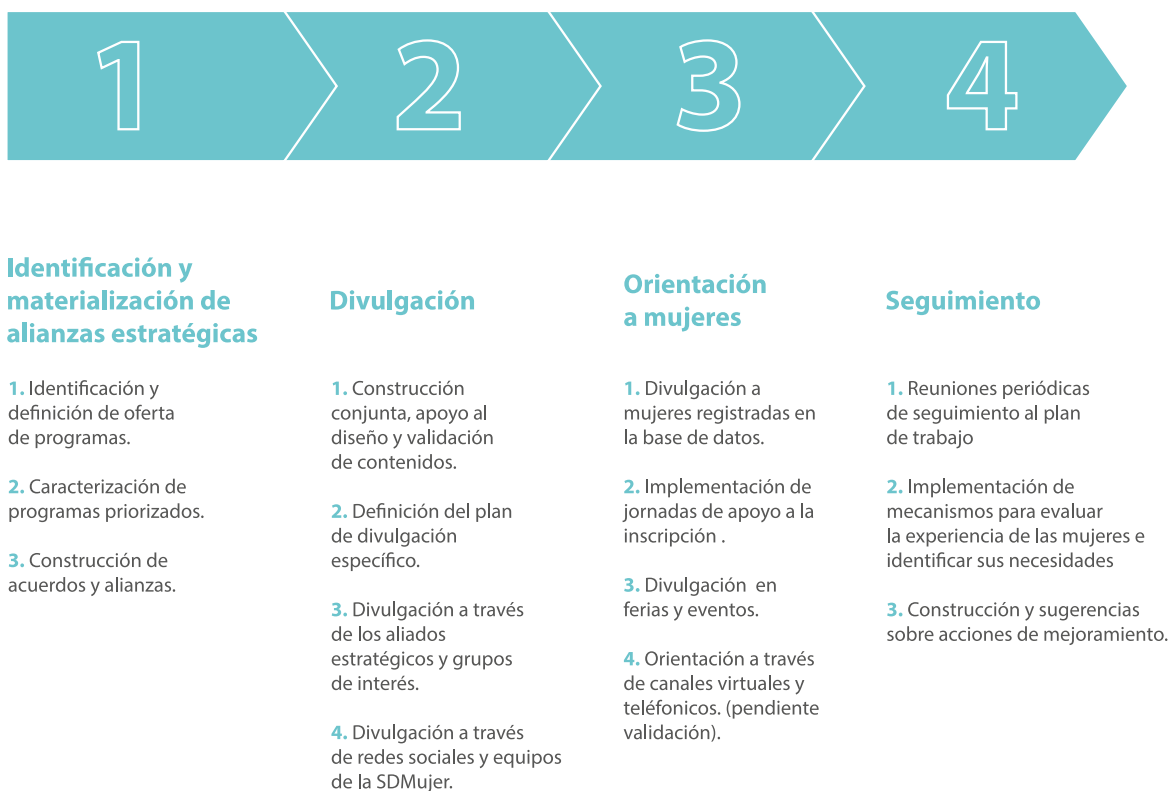 1
2
3
4
Identificación y
materialización de
alianzas estratégicas
1. Identificación y
definición de oferta
de programas.
2. Caracterización de
programas priorizados.
3. Construcción de
acuerdos y alianzas.
Divulgación
1. Construcción
conjunta, apoyo al
diseño y validación
de contenidos.
2. Definición del plan
de divulgación
específico.
3. Divulgación a través
de los aliados
estratégicos y grupos
de interés.
4. Divulgación a través
de redes sociales y equipos
de la SDMujer.
Orientación
a mujeres
1. Divulgación a
mujeres registradas en
la base de datos.
2. Implementación de
jornadas de apoyo a la
inscripción .
3. Divulgación en
ferias y eventos.
4. Orientación a través
de canales virtuales y
teléfonicos. (pendiente
validación).
Seguimiento
1. Reuniones periódicas
de seguimiento al plan
de trabajo
2. Implementación de
mecanismos para evaluar
la experiencia de las mujeres e
identificar sus necesidades
3. Construcción y sugerencias
sobre acciones de mejoramiento.